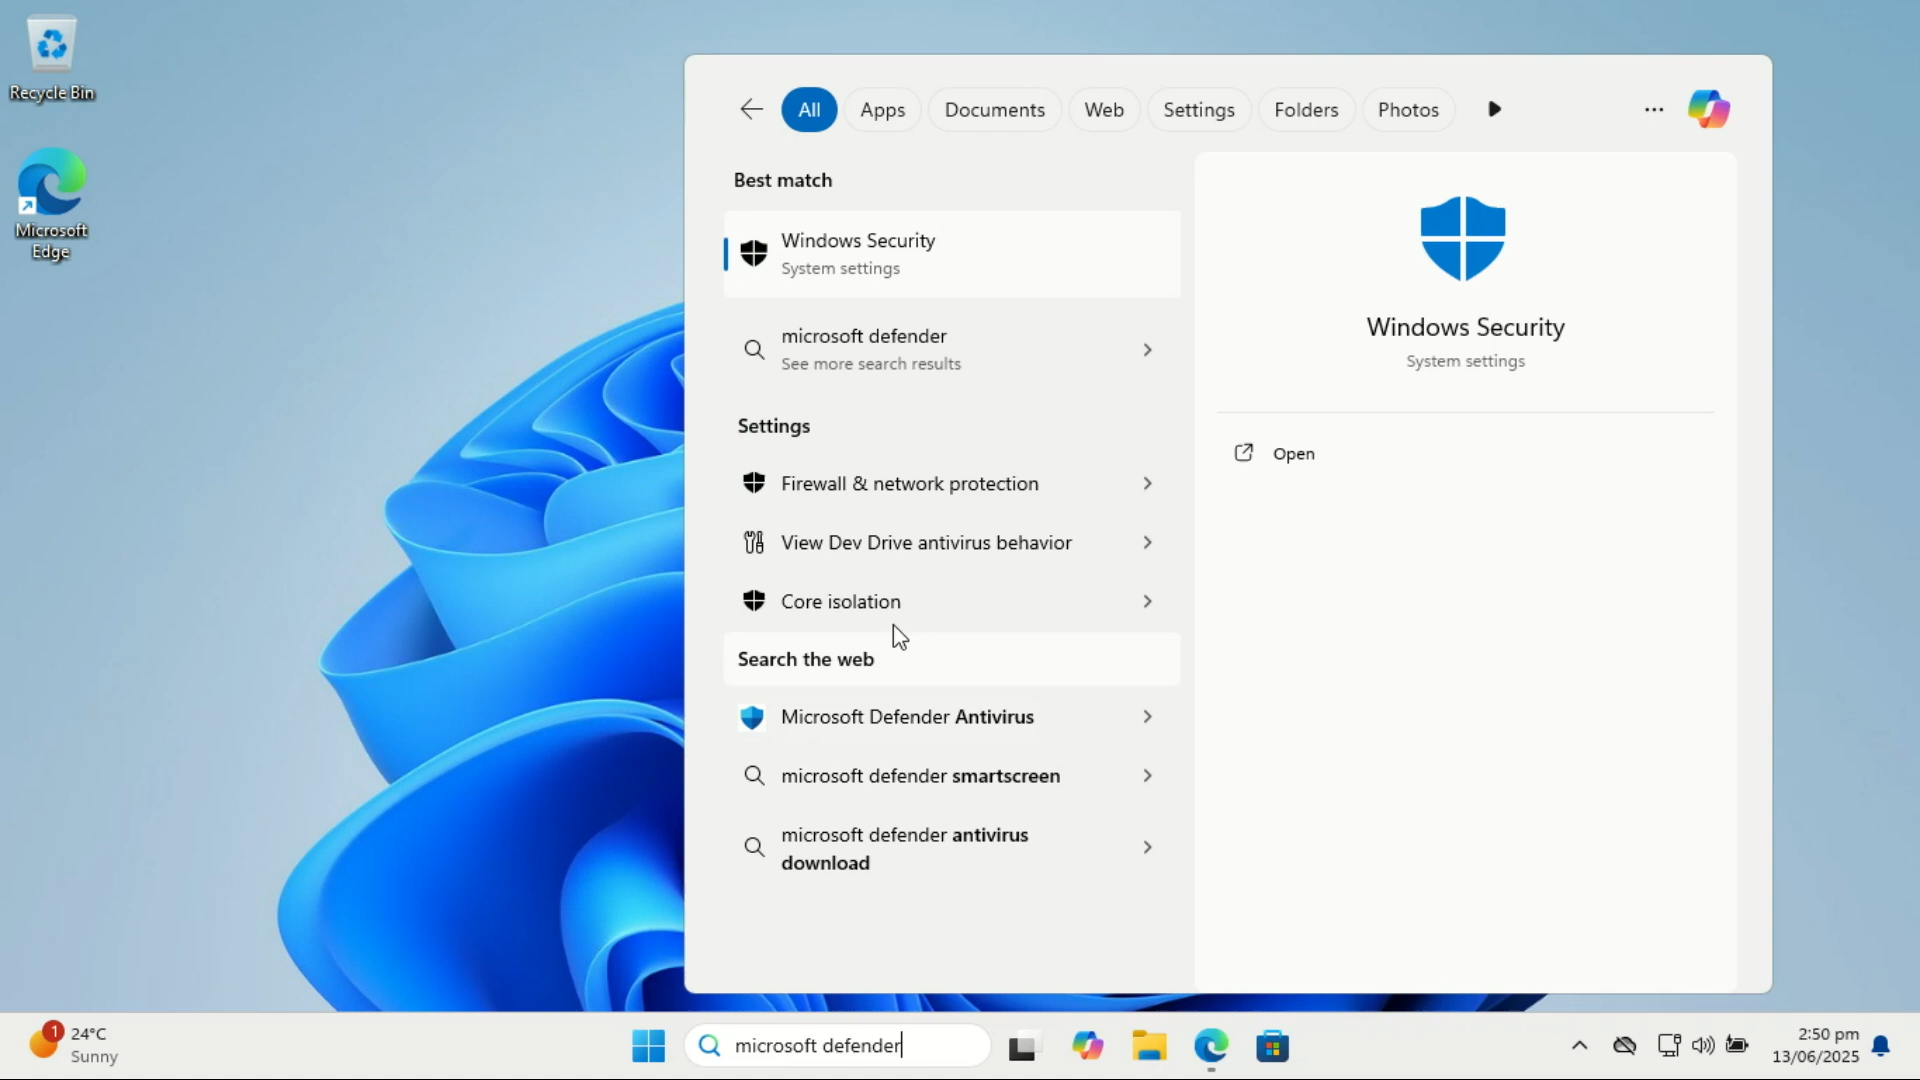 Recycle Bin
Microsoft
Edge
All
Apps
Documents
Web
Settings
Folders
Photos
Best match
Windows Security
System settings
microsoft defender
See more search results
Settings
Firewall & network protection
View Dev Drive antivirus behavior
Core isolation
Search the web
Microsoft Defender Antivirus
microsoft defender smartscreen
microsoft defender antivirus
download
Windows Security
System settings
Open
1
24°C
Sunny
microsoft defender
2:50 pm
13/06/2025